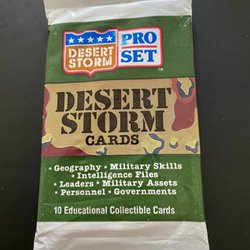 DESERT STORM
PRO SET
DESERT
STORM
CARDS
• Geography • Military Skills
• Intelligence Files
• Leaders • Military Assets
• Personnel • Governments
10 Educational Collectible Cards